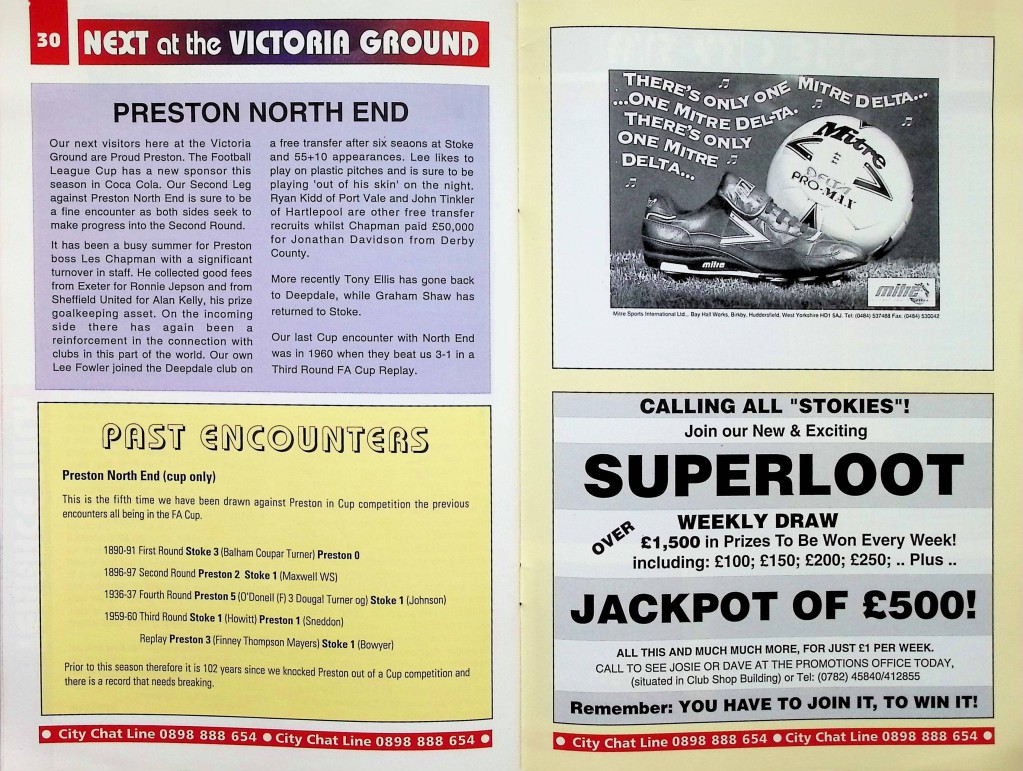 30
NEXT at the VICTORIA GROUND
PRESTON NORTH END
Our next visitors here at the Victoria
Ground are Proud Preston. The Football
League Cup has a new sponsor this
season in Coca Cola. Our Second Leg
against Preston North End is sure to be
a fine encounter as both sides seek to
make progress into the Second Round.
It has been a busy summer for Preston
boss Les Chapman with a significant
turnover in staff. He collected good fees
from Exeter for Ronnie Jepson and from
Sheffield United for Alan Kelly, his prize
goalkeeping asset. On the incoming
side there has again been a
reinforcement in the connection with
clubs in this part of the world. Our own
Lee Fowler joined the Deepdale club on
a free transfer after six seaons at Stoke
and 55+10 appearances. Lee likes to
play on plastic pitches and is sure to be
playing 'out of his skin' on the night.
Ryan Kidd of Port Vale and John Tinkler
of Hartlepool are other free transfer
recruits whilst Chapman paid £50,000
for Jonathan Davidson from Derby
County.
More recently Tony Ellis has gone back
to Deepdale, while Graham Shaw has
returned to Stoke.
Our last Cup encounter with North End
was in 1960 when they beat us 3-1 in a
Third Round FA Cup Replay.
PAST ENCOUNTERS
Preston North End (cup only)
This is the fifth time we have been drawn against Preston in Cup competition the previous
encounters all being in the FA Cup.
1890-91 First Round Stoke 3 (Balham Coupar Turner) Preston 0
1896-97 Second Round Preston 2 Stoke 1 (Maxwell WS)
1936-37 Fourth Round Preston 5 (O'Donell (F) 3 Dougal Turner og) Stoke 1 (Johnson)
1959-60 Third Round Stoke 1 (Howitt) Preston 1 (Sneddon)
Replay Preston 3 (Finney Thompson Mayers) Stoke 1 (Bowyer)
Prior to this season therefore it is 102 years since we knocked Preston out of a Cup competition and
there is a record that needs breaking.
City Chat Line 0898 888 654 City Chat Line 0898 888 654
THERE'S ONLY ONE MITRE DELTA...
...ONE MITRE DEL-TA.
THERE'S ONLY
ONE MITRE
DELTA...
Mitre
DELTA
PRO-MAX
mitre
mitre
Mitre Sports International Ltd., Bay Hall Works, Birkby, Huddersfield, West Yorkshire HD1 5AJ. Tel: (0484) 537488 Fax: (0484) 530042
CALLING ALL "STOKIES"!
Join our New & Exciting
SUPERLOOT
WEEKLY DRAW
OVER £1,500 in Prizes To Be Won Every Week!
including: £100; £150; £200; £250; .. Plus ..
JACKPOT OF £500!
ALL THIS AND MUCH MUCH MORE, FOR JUST £1 PER WEEK.
CALL TO SEE JOSIE OR DAVE AT THE PROMOTIONS OFFICE TODAY,
(situated in Club Shop Building) or Tel: (0782) 45840/412855
Remember: YOU HAVE TO JOIN IT, TO WIN IT!
City Chat Line 0898 888 654 City Chat Line 0898 888 654